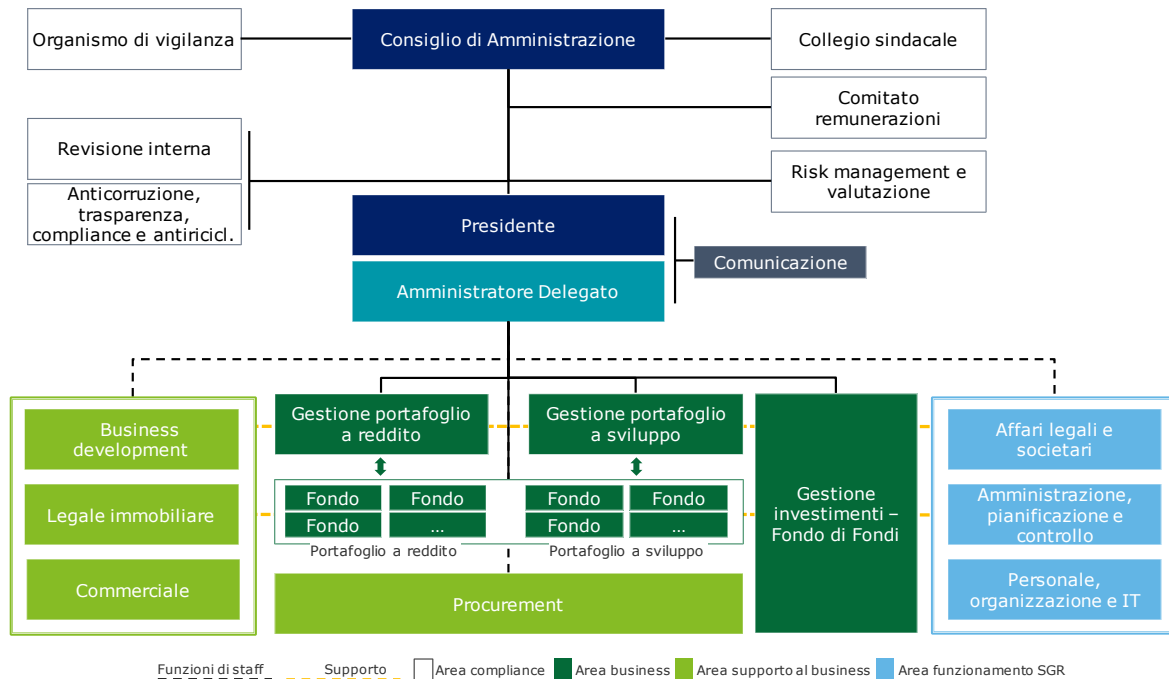 Organismo di vigilanza
Consiglio di Amministrazione
Collegio sindacale
Comitato
remunerazioni
Revisione interna
Risk management e
valutazione
Anticorruzione,
trasparenza,
compliance e antiricicl.
Presidente
Comunicazione
Amministratore Delegato
Business
development
Legale immobiliare
Commerciale
Gestione portafoglio
a reddito
Gestione portafoglio
a sviluppo
Fondo
Fondo
Fondo
...
Portafoglio a reddito
Fondo
Fondo
Fondo
...
Portafoglio a sviluppo
Procurement
Gestione
investimenti –
Fondo di Fondi
Affari legali e
societari
Amministrazione,
pianificazione e
controllo
Personale,
organizzazione e IT
Funzioni di staff
Supporto
Area compliance
Area business
Area supporto al business
Area funzionamento SGR